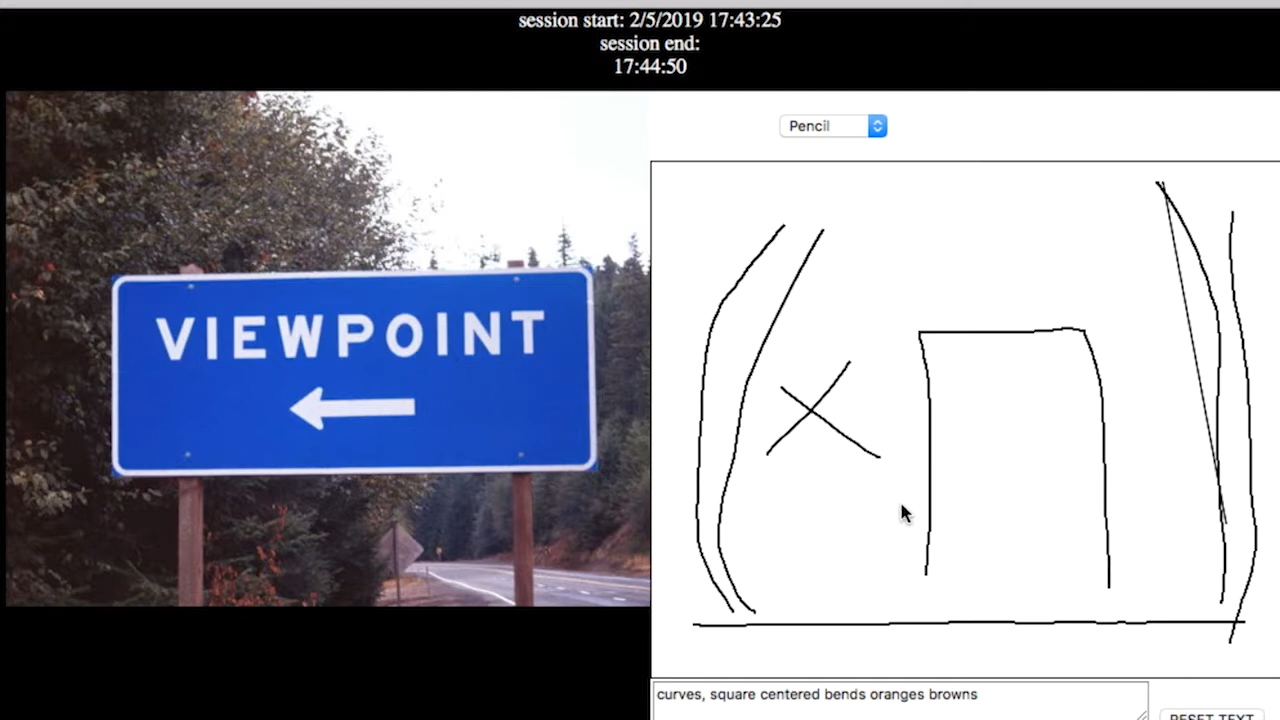 session start: 2/5/2019 17:43:25
session end:
17:44:50
Pencil
VIEWPOINT
curves, square centered bends oranges browns
RESET TEXT